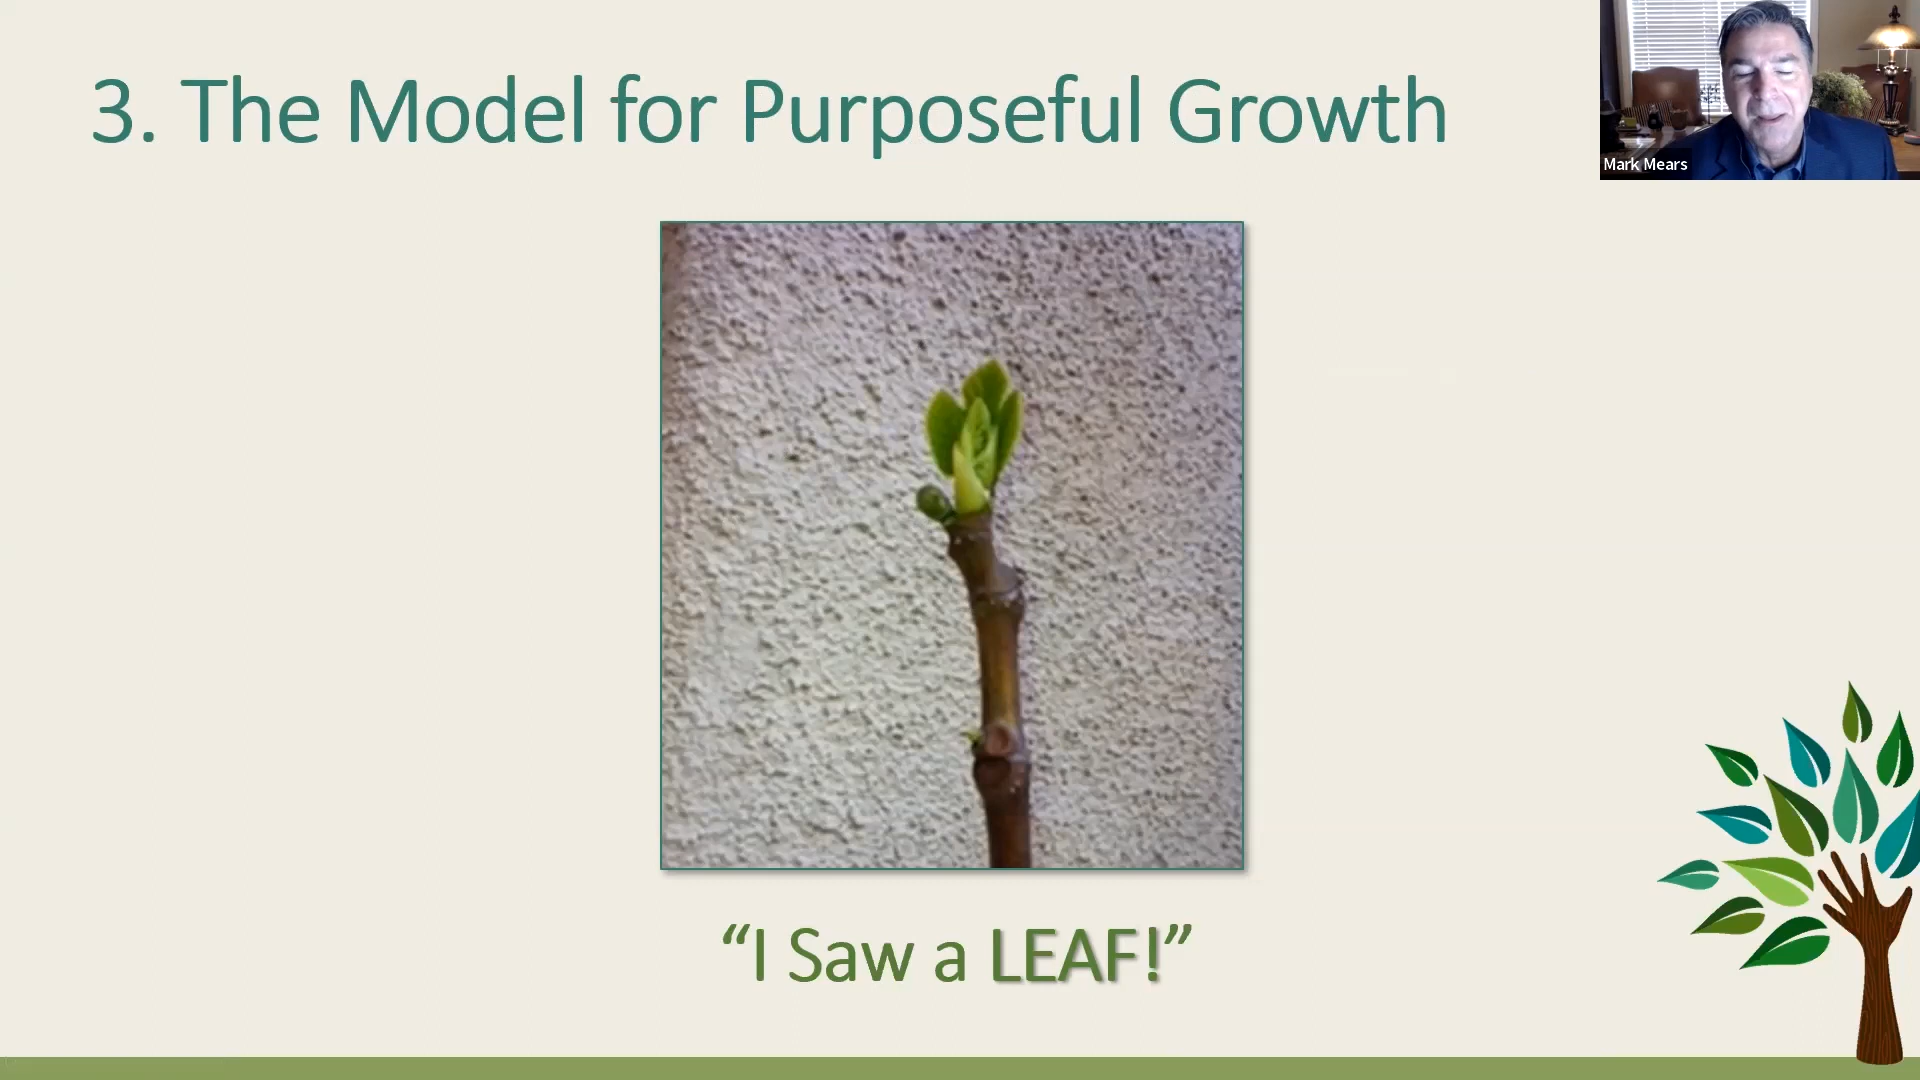 3. The Model for Purposeful Growth
Mark Mears
“I Saw a LEAF!”